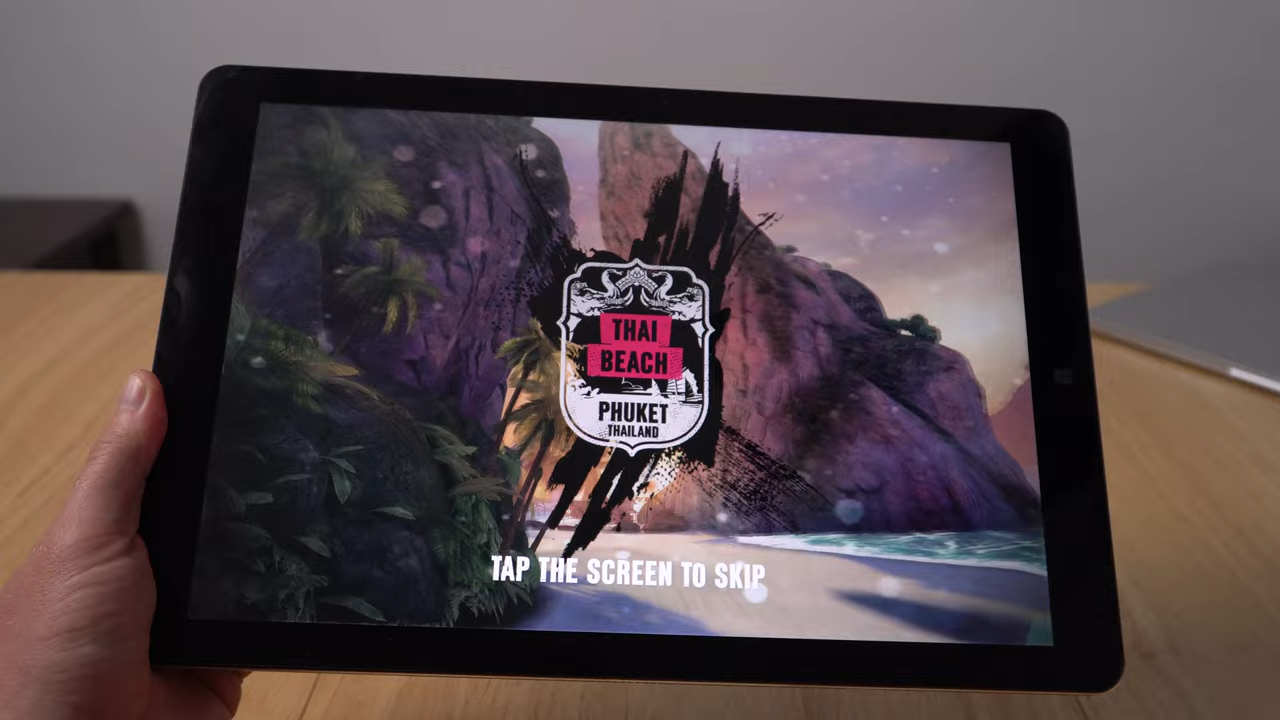 THAI
BEACH
PHUKET
THAILAND
TAP THE SCREEN TO SKIP